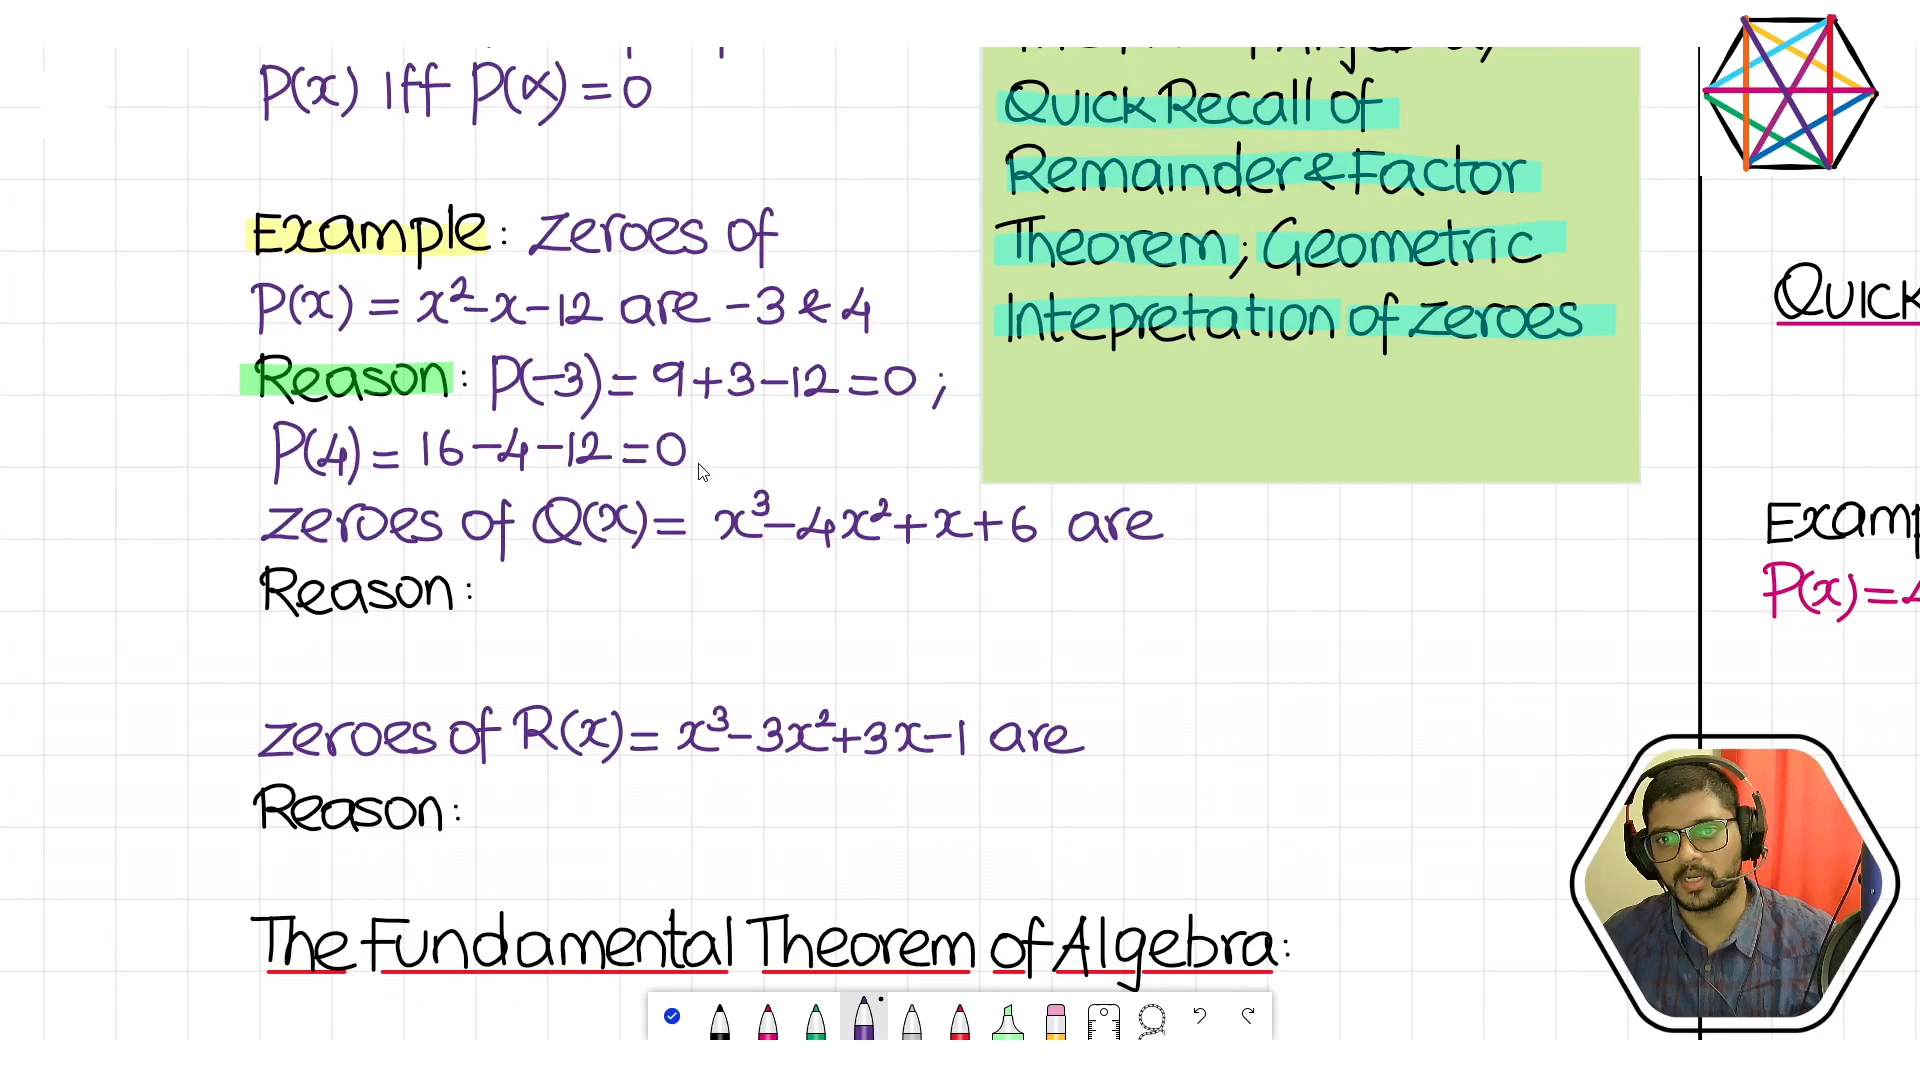 P(x) iff P(α) = 0
Example: zeroes of
P(x) = x²-x-12 are -3 & 4
Reason: P(-3) = 9+3-12=0;
P(4) = 16-4-12=0
zeroes of Q(x) = x³-4x²+x+6 are
Reason:
zeroes of R(x) = x³-3x²+3x-1 are
Reason:
The Fundamental Theorem of Algebra:
Quick Recall of
Remainder & Factor
Theorem; Geometric
Intepretation of zeroes
Quick
Examp
P(x)=4